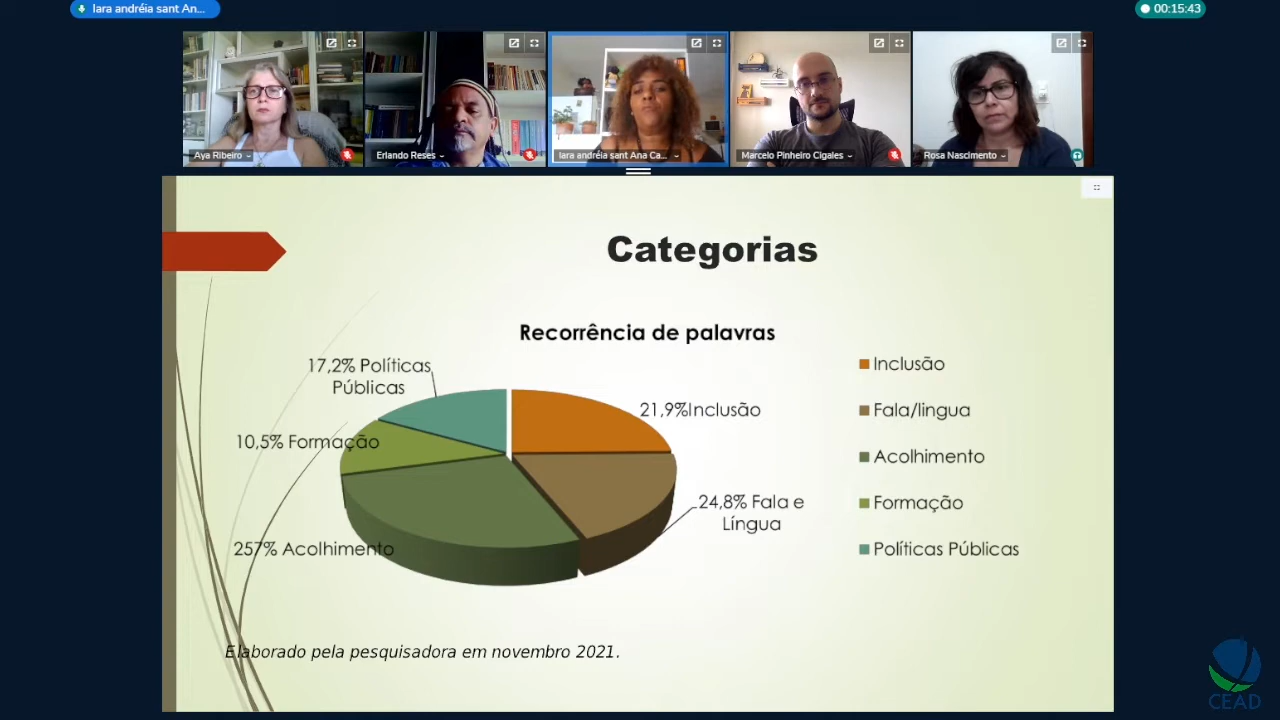 Iara andréia sant An...
00:15:43
Aya Ribeiro
Erlando Reses
Iara andréia sant Ana Ca...
Marcelo Pinheiro Cigales
Rosa Nascimento
Categorias
Recorrência de palavras
17,2% Políticas
Públicas
21,9%Inclusão
10,5% Formação
24,8% Fala e
Língua
257% Acolhimento
Inclusão
Fala/lingua
Acolhimento
Formação
Políticas Públicas
Elaborado pela pesquisadora em novembro 2021.
CEAD